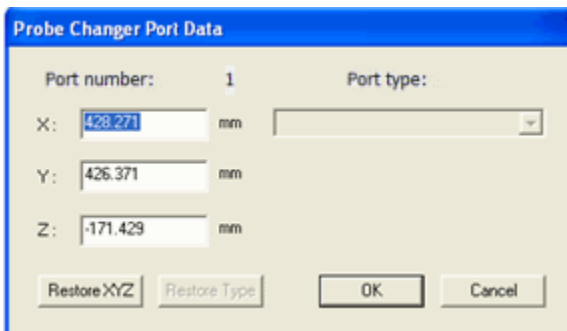 Probe Changer Port Data
Port number: 1 Port type:
X: 428.271 mm
Y: 426.371 mm
Z: -171.429 mm
Restore XYZ Restore Type OK Cancel